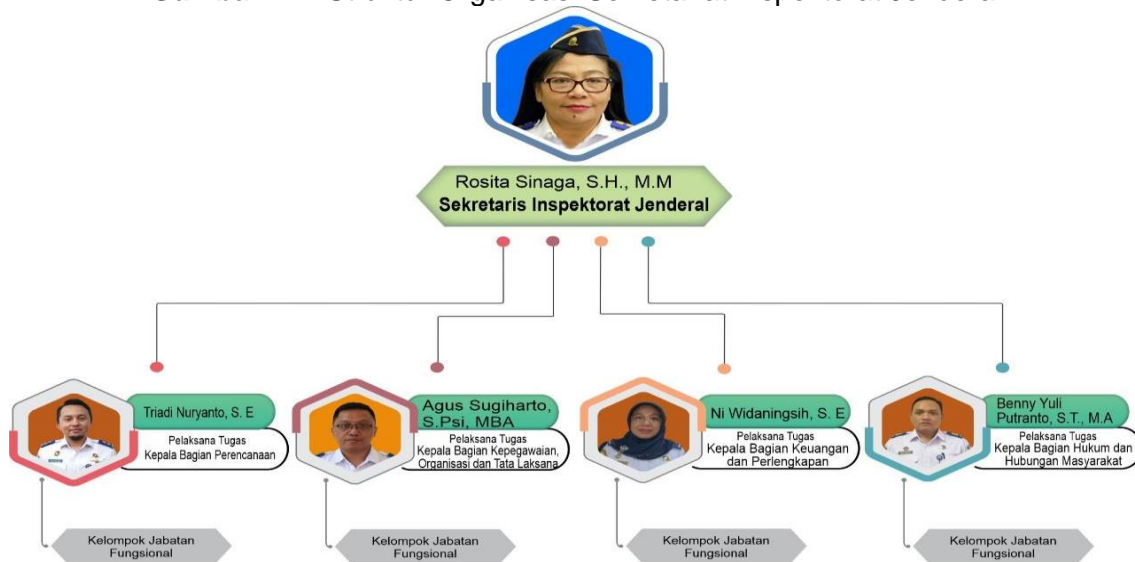 Rosita Sinaga, S.H., M.M
Sekretaris Inspektorat Jenderal
Triadi Nuryanto, S. E
Pelaksana Tugas
Kepala Bagian Perencanaan
Agus Sugiharto,
S.Psi, MBA
Pelaksana Tugas
Kepala Bagian Kepegawaian,
Organisasi dan Tata Laksana
Ni Widaningsih, S. E
Pelaksana Tugas
Kepala Bagian Keuangan
dan Perlengkapan
Benny Yuli
Putranto, S.T., M.A
Pelaksana Tugas
Kepala Bagian Hukum dan
Hubungan Masyarakat
Kelompok Jabatan
Fungsional
Kelompok Jabatan
Fungsional
Kelompok Jabatan
Fungsional
Kelompok Jabatan
Fungsional